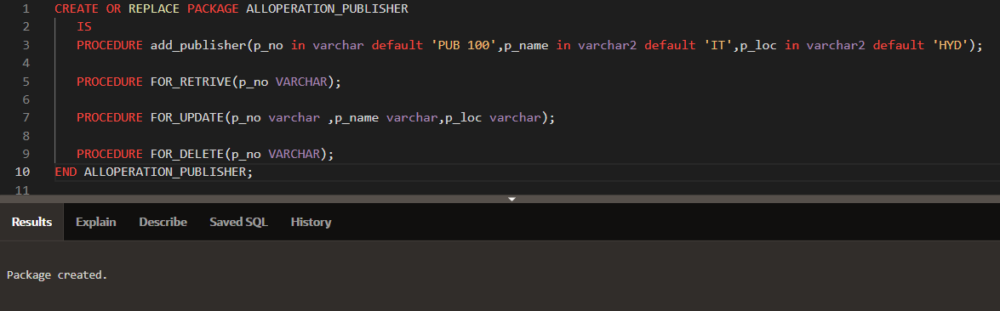 1 CREATE OR REPLACE PACKAGE ALLOPERATION_PUBLISHER
2 IS
3 PROCEDURE add_publisher(p_no in varchar default 'PUB 100',p_name in varchar2 default 'IT',p_loc in varchar2 default 'HYD');
4
5 PROCEDURE FOR_RETRIVE(p_no VARCHAR);
6
7 PROCEDURE FOR_UPDATE(p_no varchar ,p_name varchar,p_loc varchar);
8
9 PROCEDURE FOR_DELETE(p_no VARCHAR);
10 END ALLOPERATION_PUBLISHER;
11
Results Explain Describe Saved SQL History
Package created.